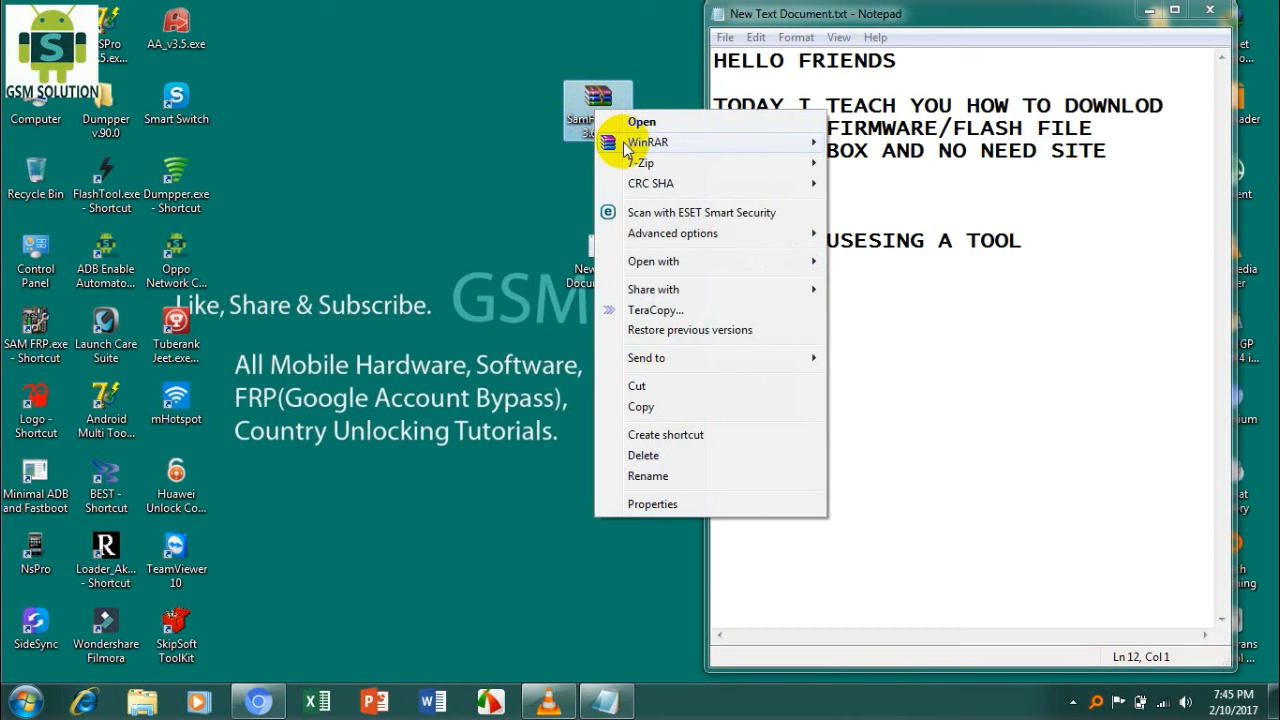 SPro
5.ex...
AA_v3.5.exe
GSM SOLUTION
Computer
Dumpper
v.90.0
Smart Switch
Recycle Bin
FlashTool.exe
- Shortcut
Dumpper.exe
- Shortcut
Control
Panel
ADB Enable
Automato...
Oppo
Network C...
SAM FRP.exe
- Shortcut
Launch Care
Suite
Tuberank
Jeet.exe...
Logo -
Shortcut
Android
Multi Too...
mHotspot
Minimal ADB
and Fastboot
BEST -
Shortcut
Huawei
Unlock Co...
NsPro
Loader_Ak...
- Shortcut
TeamViewer
10
SideSync
Wondershare
Filmora
SkipSoft
ToolKit
Like, Share & Subscribe.
GSM
All Mobile Hardware, Software,
FRP(Google Account Bypass),
Country Unlocking Tutorials.
New
Docum
Open
WinRAR
7-Zip
CRC SHA
Scan with ESET Smart Security
Advanced options
Open with
Share with
TeraCopy...
Restore previous versions
Send to
Cut
Copy
Create shortcut
Delete
Rename
Properties
New Text Document.txt - Notepad
File Edit Format View Help
HELLO FRIENDS
TODAY I TEACH YOU HOW TO DOWNLOD
FIRMWARE/FLASH FILE
BOX AND NO NEED SITE
USESING A TOOL
Ln 12, Col 1
7:45 PM
2/10/2017